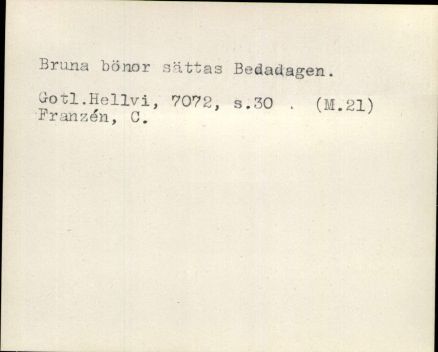 Bruna bönor sättas Bedadagen.
Gotl.Hellvi, 7072, s.30 . (M.21)
Franzén, C.